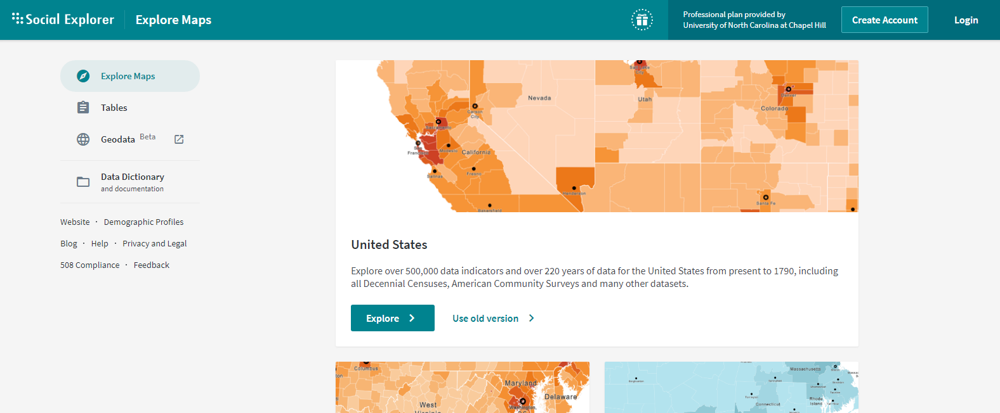 Social Explorer
Explore Maps
Professional plan provided by
University of North Carolina at Chapel Hill
Create Account
Login
Explore Maps
Tables
Geodata Beta
Data Dictionary
and documentation
Website · Demographic Profiles
Blog · Help · Privacy and Legal
508 Compliance · Feedback
Salt Lake
City
Nevada
Utah
Denver
Colorado
Carson
City
Sacramento
San
Francisco
Modesto
California
Salinas
Fresno
Henderson
Santa Fe
Bakersfield
United States
Explore over 500,000 data indicators and over 220 years of data for the United States from present to 1790, including
all Decennial Censuses, American Community Surveys and many other datasets.
Explore
Use old version
Columbus
Maryland
Delaware
West
Virginia
Washington,
D.C.
Massachusetts
Springfield
Connecticut
Rhode
Island